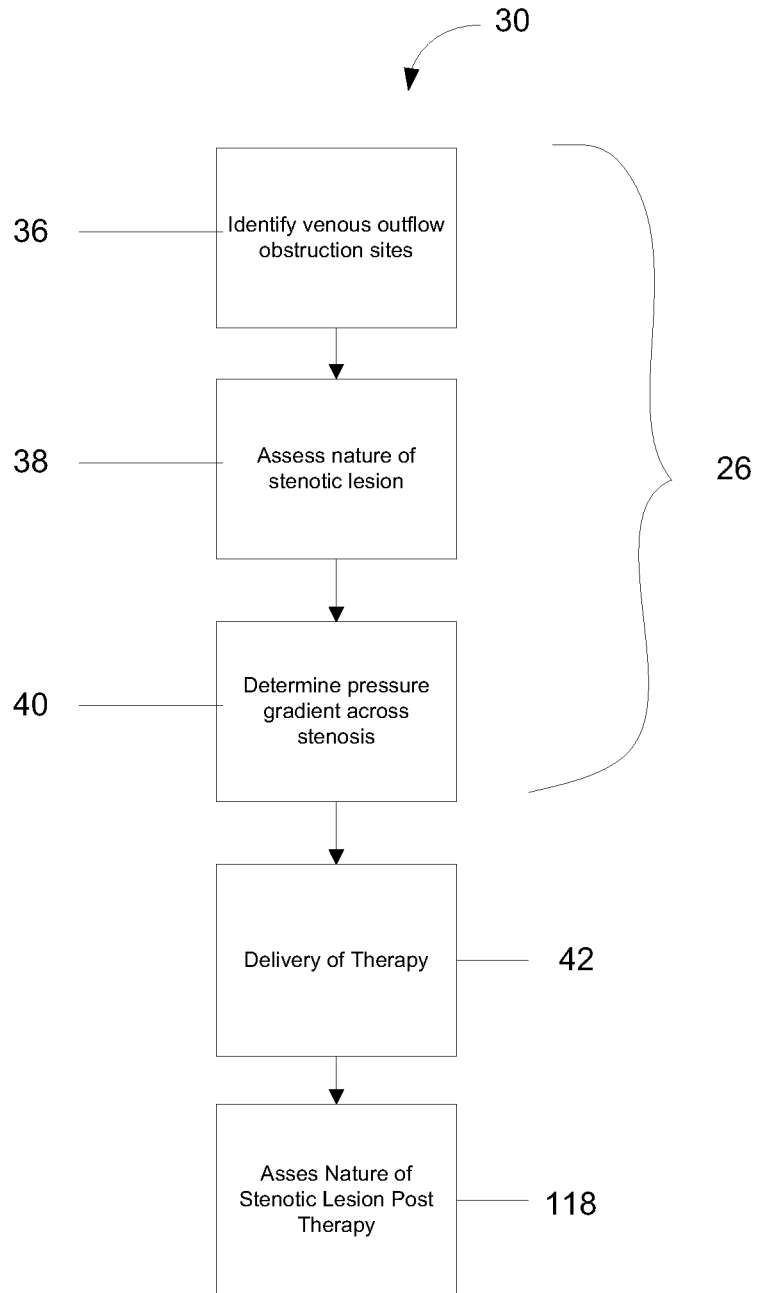 30
36
Identify venous outflow
obstruction sites
38
Assess nature of
stenotic lesion
26
40
Determine pressure
gradient across
stenosis
Delivery of Therapy
42
Asses Nature of
Stenotic Lesion Post
Therapy
118